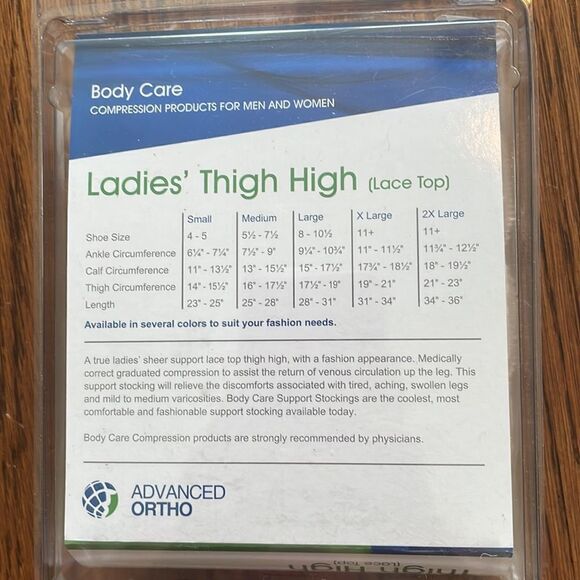 Body Care
COMPRESSION PRODUCTS FOR MEN AND WOMEN
Ladies' Thigh High (Lace Top)
Small Medium Large X Large 2X Large
Shoe Size 4 - 5 5½ - 7½ 8 - 10½ 11+ 11+
Ankle Circumference 6¼" - 7¼" 7½" - 9" 9¼" - 10¾" 11" - 11½" 11¾" - 12½"
Calf Circumference 11" - 13½" 13" - 15½" 15" - 17½" 17¾" - 18½" 18" - 19½"
Thigh Circumference 14" - 15½" 16" - 17½" 17½" - 19" 19" - 21" 21" - 23"
Length 23" - 25" 25" - 28" 28" - 31" 31" - 34" 34" - 36"
Available in several colors to suit your fashion needs.
A true ladies' sheer support lace top thigh high, with a fashion appearance. Medically
correct graduated compression to assist the return of venous circulation up the leg. This
support stocking will relieve the discomforts associated with tired, aching, swollen legs
and mild to medium varicosities. Body Care Support Stockings are the coolest, most
comfortable and fashionable support stocking available today.
Body Care Compression products are strongly recommended by physicians.
ADVANCED
ORTHO
(Lace Top)
Thigh High